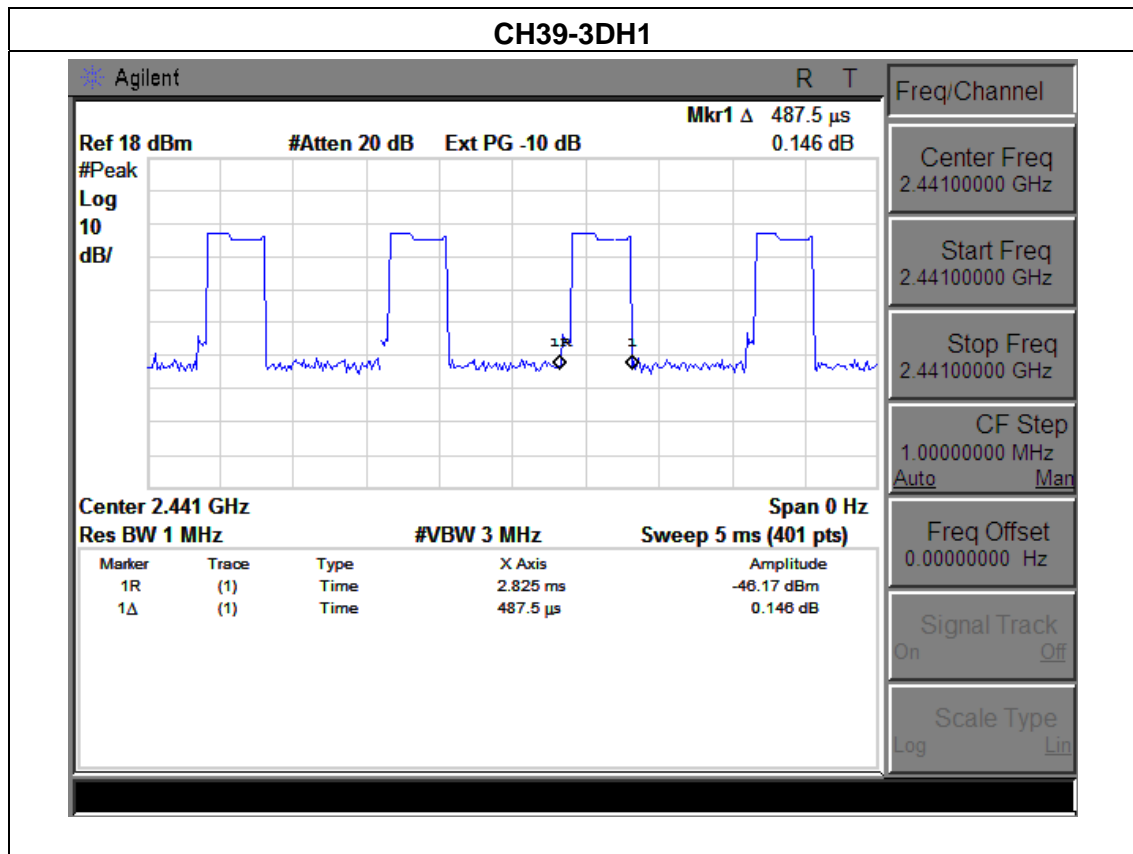 CH39-3DH1
Agilent R T
Mkr1 Δ 487.5 µs
Ref 18 dBm #Atten 20 dB Ext PG -10 dB 0.146 dB
#Peak
Log
10
dB/
1R
1
Center 2.441 GHz Span 0 Hz
Res BW 1 MHz #VBW 3 MHz Sweep 5 ms (401 pts)
Marker Trace Type X Axis Amplitude
1R (1) Time 2.825 ms -46.17 dBm
1Δ (1) Time 487.5 µs 0.146 dB
Freq/Channel
Center Freq
2.44100000 GHz
Start Freq
2.44100000 GHz
Stop Freq
2.44100000 GHz
CF Step
1.00000000 MHz
Auto Man
Freq Offset
0.00000000 Hz
Signal Track
On Off
Scale Type
Log Lin